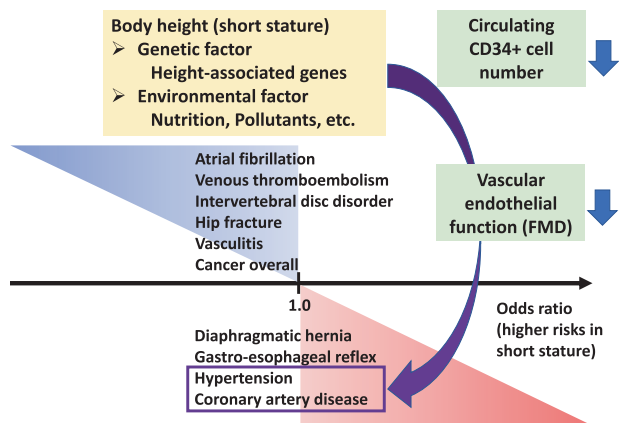 Body height (short stature)
➤ Genetic factor
Height-associated genes
➤ Environmental factor
Nutrition, Pollutants, etc.
Circulating
CD34+ cell
number
Atrial fibrillation
Venous thromboembolism
Intervertebral disc disorder
Hip fracture
Vasculitis
Cancer overall
Vascular
endothelial
function (FMD)
1.0
Odds ratio
(higher risks in
short stature)
Diaphragmatic hernia
Gastro-esophageal reflex
Hypertension
Coronary artery disease